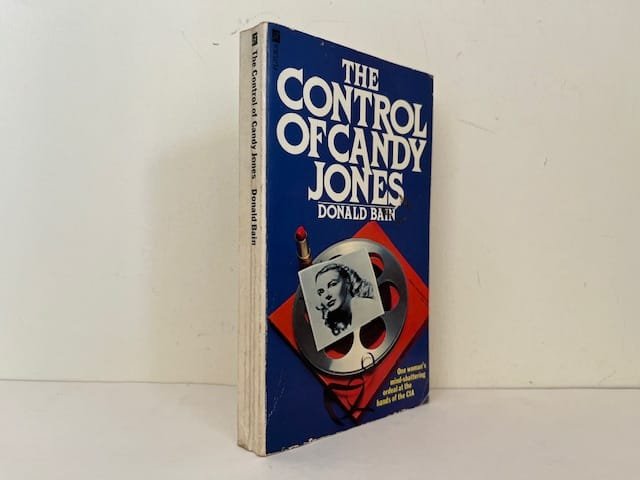 The Control of Candy Jones Donald Bain
THE
CONTROL
OF CANDY
JONES
DONALD BAIN
One woman's
mind-shattering
ordeal at the
hands of the CIA